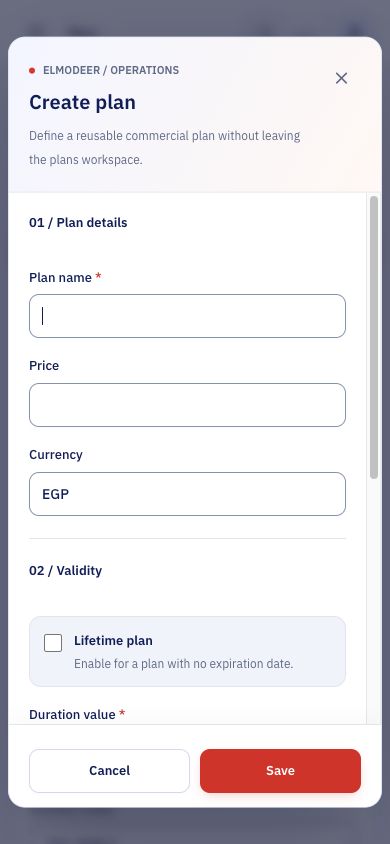 ELMODEER / OPERATIONS
Create plan
Define a reusable commercial plan without leaving
the plans workspace.
01 / Plan details
Plan name *
Price
Currency
EGP
02 / Validity
Lifetime plan
Enable for a plan with no expiration date.
Duration value *
Cancel
Save